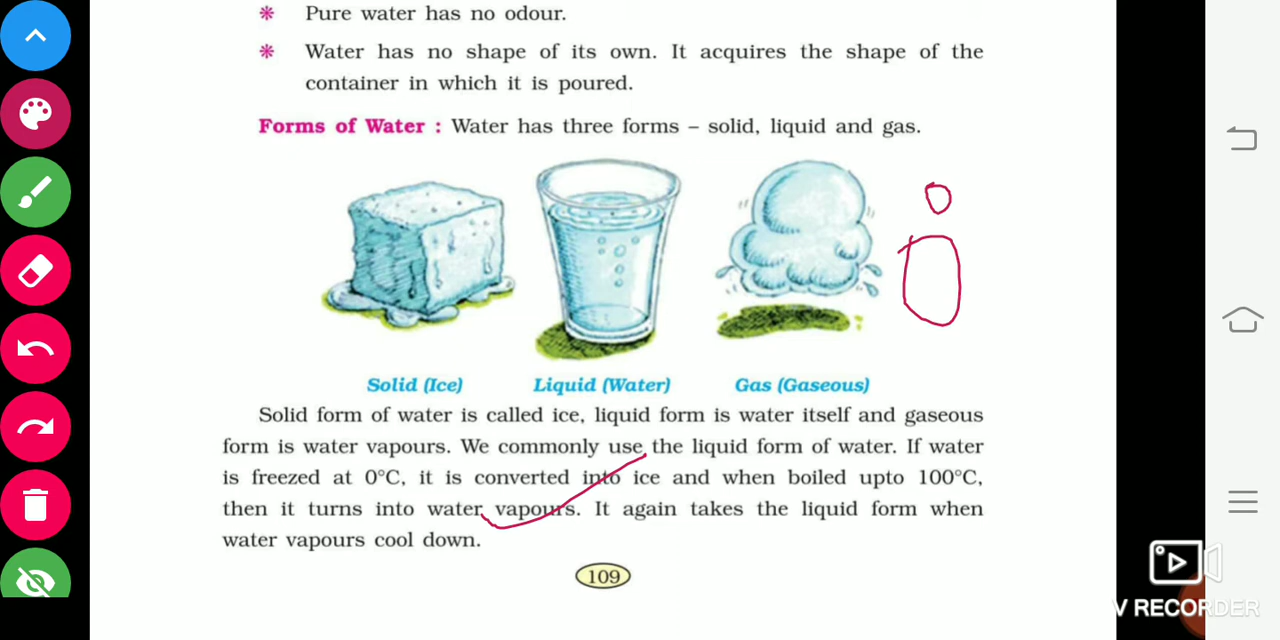 Pure water has no odour.
Water has no shape of its own. It acquires the shape of the
container in which it is poured.
Forms of Water : Water has three forms – solid, liquid and gas.
Solid (Ice) Liquid (Water) Gas (Gaseous)
Solid form of water is called ice, liquid form is water itself and gaseous
form is water vapours. We commonly use the liquid form of water. If water
is freezed at 0°C, it is converted into ice and when boiled upto 100°C,
then it turns into water vapours. It again takes the liquid form when
water vapours cool down.
109
V RECORDER